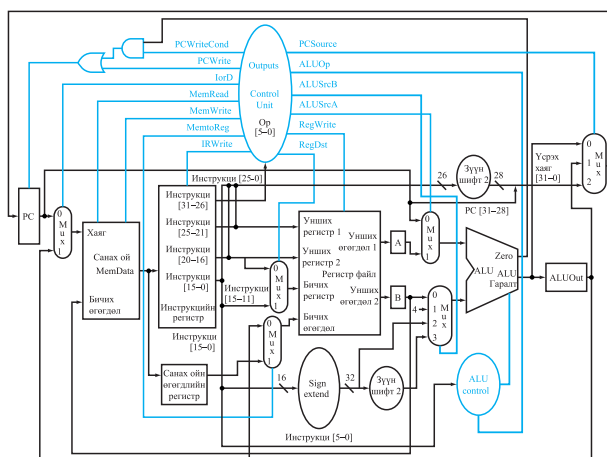 PCWriteCond
PCWrite
IorD
MemRead
MemWrite
MemtoReg
IRWrite
Outputs
Control
Unit
Op
[5–0]
PCSource
ALUOp
ALUSrcB
ALUSrcA
RegWrite
RegDst
PC
0
М
u
x
1
Хаяг
Санах ой
MemData
Бичих
өгөгдөл
Инструкци [25-0]
Инструкци
[31–26]
Инструкци
[25–21]
Инструкци
[20–16]
Инструкци
[15–0]
Инструкцийн
регистр
Инструкци
[15–0]
Инструкци
[15–11]
Санах ойн
өгөгдлийн
регистр
0
М
u
x
1
0
М
u
x
1
Унших
регистр 1
Унших
регистр 2
Бичих
регистр
Бичих
өгөгдөл
Унших
өгөгдөл 1
Регистр файл
Унших
өгөгдөл 2
A
B
4
0
М
u
x
1
0
1
2
3
М
u
x
26
Зүүн
шифт 2
28
PC [31–28]
Үсрэх
хаяг
[31–0]
0
1
2
М
u
x
Zero
ALU
ALU
Гаралт
ALUOut
16
Sign
extend
32
Зүүн
шифт 2
ALU
control
Инструкци [5–0]